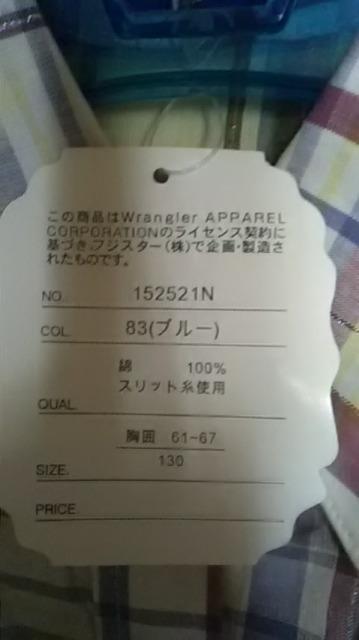 この商品はWrangler APPAREL
CORPORATIONのライセンス契約に
基づき、フジスター(株)で企画・製造さ
れたものです。
NO. 152521N
COL. 83(ブルー)
綿 100%
スリット糸使用
QUAL.
胸囲 61~67
130
SIZE.
PRICE.